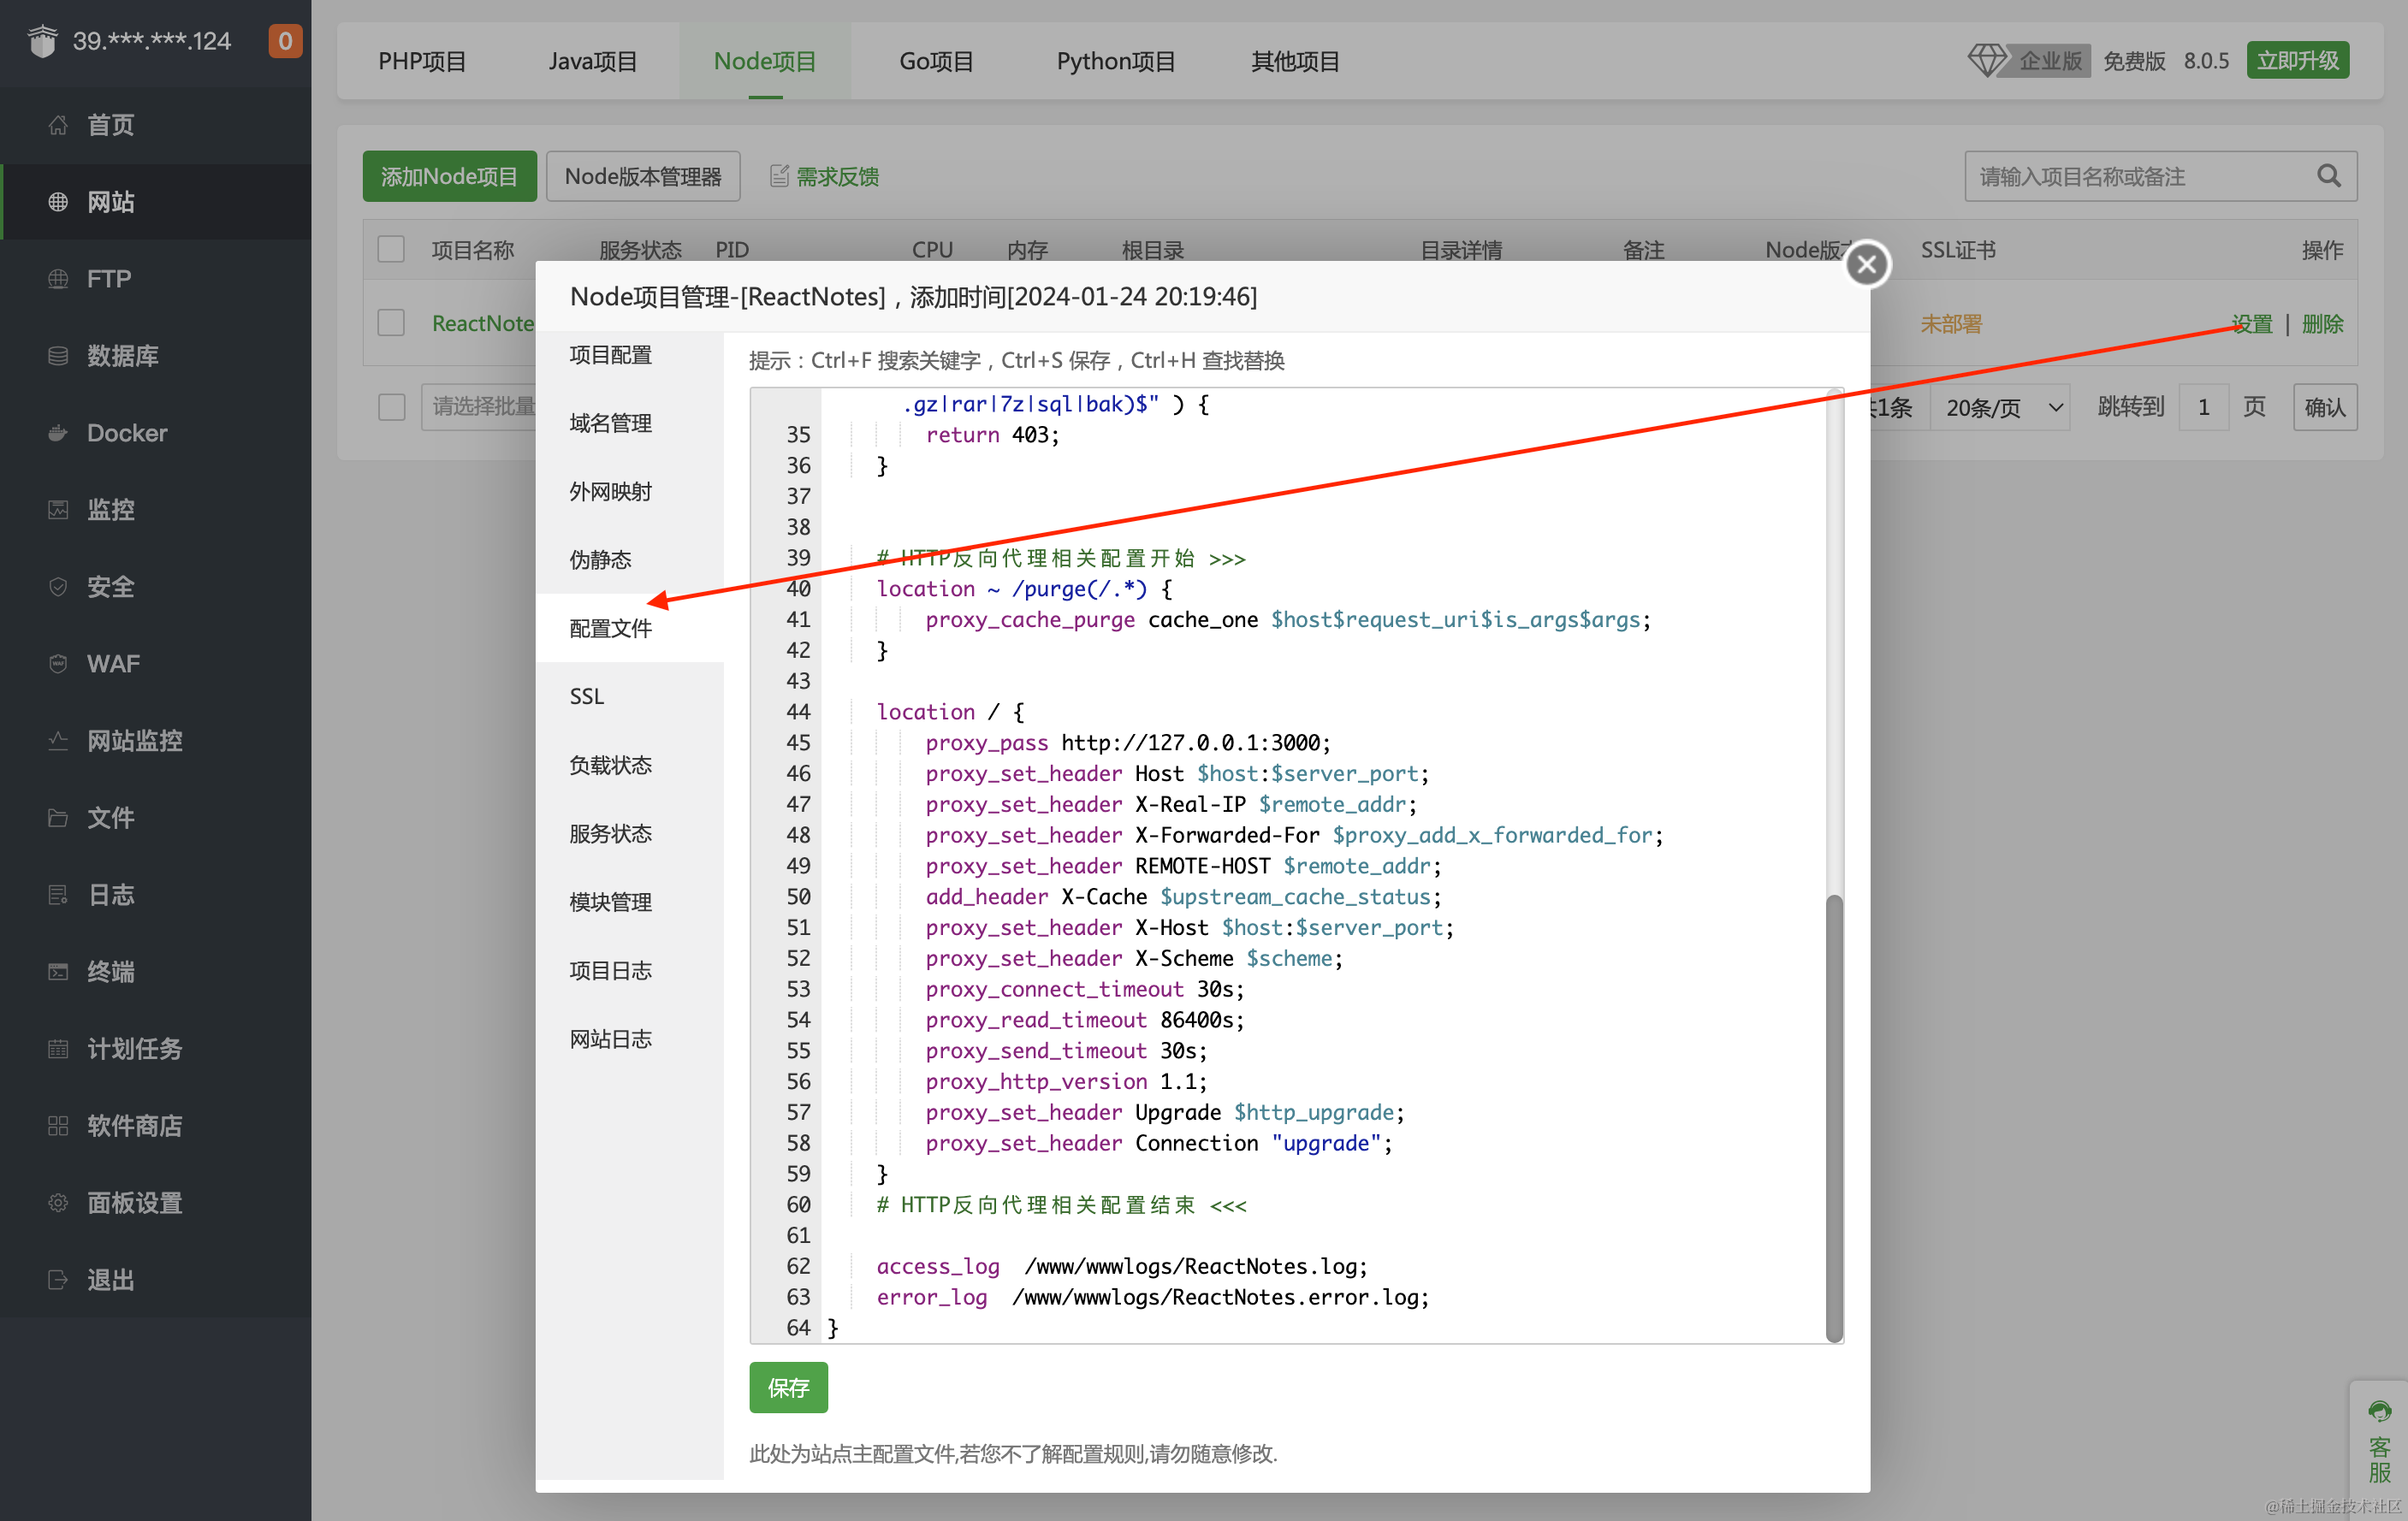 39.***.***.124
0
首页
网站
FTP
数据库
Docker
监控
安全
WAF
网站监控
文件
日志
终端
计划任务
软件商店
面板设置
退出
PHP项目 Java项目 Node项目 Go项目 Python项目 其他项目
企业版 免费版 8.0.5 立即升级
添加Node项目 Node版本管理器 需求反馈
请输入项目名称或备注
项目名称 服务状态 PID CPU 内存 根目录 目录详情 备注 Node版本 SSL证书 操作
ReactNote 未部署 设置 | 删除
请选择批量 共1条 20条/页 跳转到 1 页 确认
Node项目管理-[ReactNotes]，添加时间[2024-01-24 20:19:46]
项目配置
域名管理
外网映射
伪静态
配置文件
SSL
负载状态
服务状态
模块管理
项目日志
网站日志
提示：Ctrl+F 搜索关键字，Ctrl+S 保存，Ctrl+H 查找替换
.gz|rar|7z|sql|bak)$" ) {
35 return 403;
36 }
37
38
39 # HTTP反向代理相关配置开始 >>>
40 location ~ /purge(/.*) {
41 proxy_cache_purge cache_one $host$request_uri$is_args$args;
42 }
43
44 location / {
45 proxy_pass http://127.0.0.1:3000;
46 proxy_set_header Host $host:$server_port;
47 proxy_set_header X-Real-IP $remote_addr;
48 proxy_set_header X-Forwarded-For $proxy_add_x_forwarded_for;
49 proxy_set_header REMOTE-HOST $remote_addr;
50 add_header X-Cache $upstream_cache_status;
51 proxy_set_header X-Host $host:$server_port;
52 proxy_set_header X-Scheme $scheme;
53 proxy_connect_timeout 30s;
54 proxy_read_timeout 86400s;
55 proxy_send_timeout 30s;
56 proxy_http_version 1.1;
57 proxy_set_header Upgrade $http_upgrade;
58 proxy_set_header Connection "upgrade";
59 }
60 # HTTP反向代理相关配置结束 <<<
61
62 access_log /www/wwwlogs/ReactNotes.log;
63 error_log /www/wwwlogs/ReactNotes.error.log;
64 }
保存
此处为站点主配置文件,若您不了解配置规则,请勿随意修改.
客服
@稀土掘金技术社区